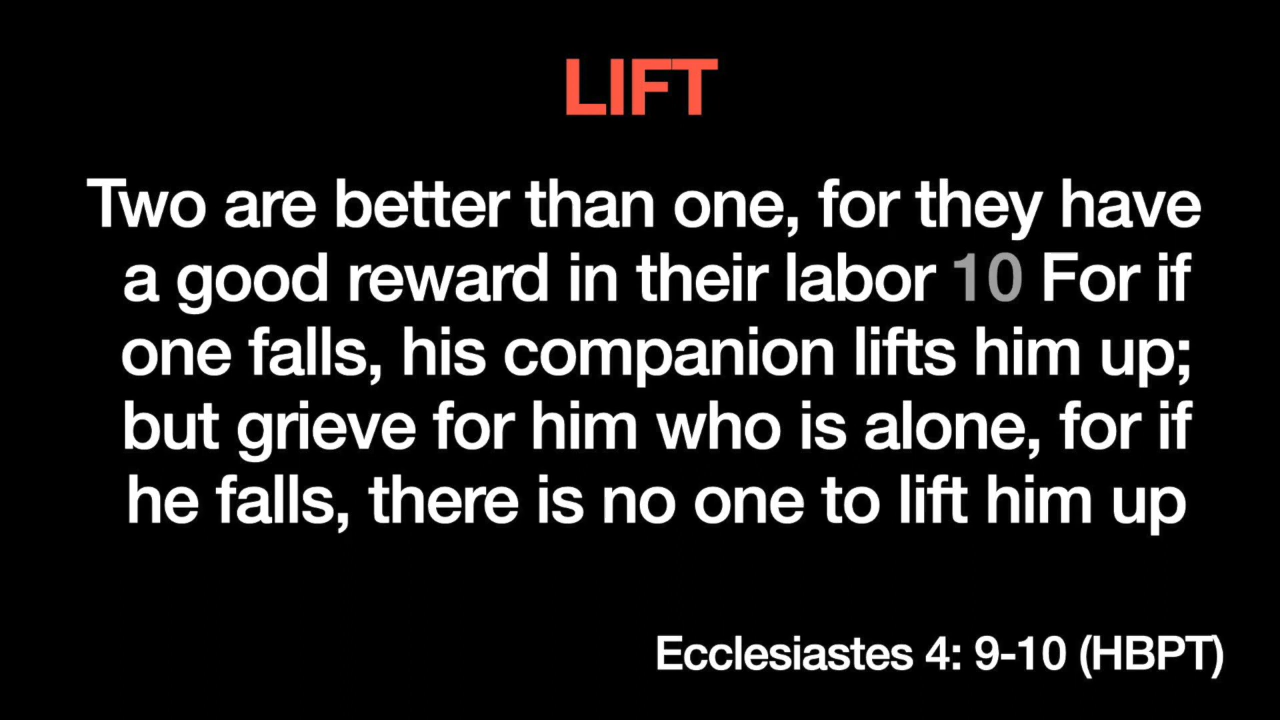 LIFT
Two are better than one, for they have
a good reward in their labor 10 For if
one falls, his companion lifts him up;
but grieve for him who is alone, for if
he falls, there is no one to lift him up
Ecclesiastes 4: 9-10 (HBPT)